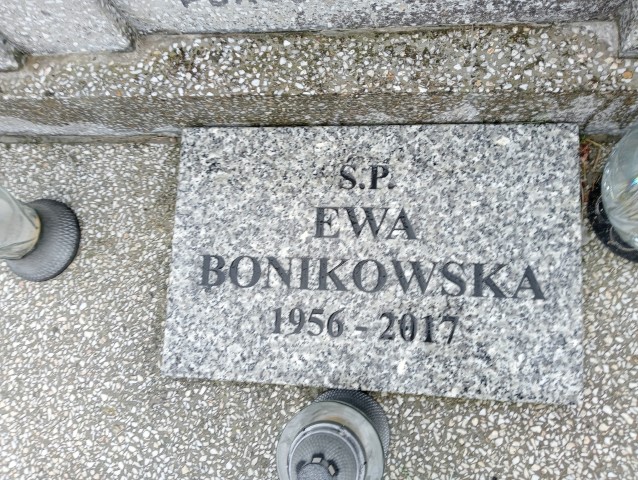 Ś.P.
EWA
BONIKOWSKA
1956 - 2017